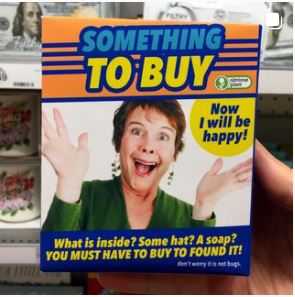 SOMETHING
TO BUY
obvious
plant
Now
I will be
happy!
What is inside? Some hat? A soap?
YOU MUST HAVE TO BUY TO FOUND IT!
don't worry it is not bugs.